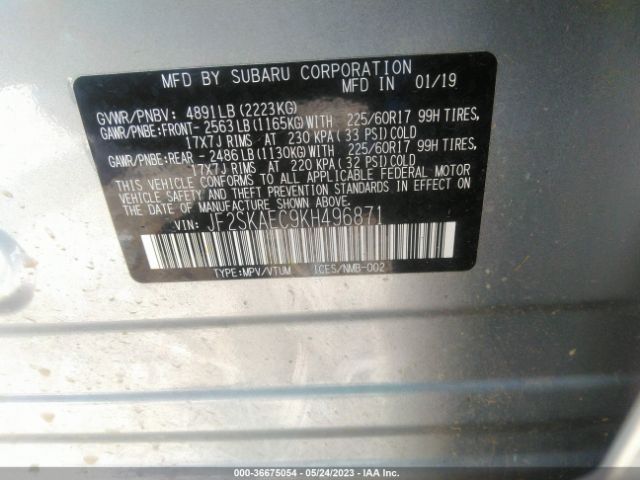 MFD BY SUBARU CORPORATION
MFD IN 01/19
GVWR/PNBV: 4891LB (2223KG)
GAWR/PNBE:FRONT- 2563LB (1165KG)WITH 225/60R17 99H TIRES,
17X7J RIMS AT 230 KPA (33 PSI) COLD
GAWR/PNBE:REAR - 2486LB (1130KG)WITH 225/60R17 99H TIRES,
17X7J RIMS AT 220 KPA (32 PSI) COLD
THIS VEHICLE CONFORMS TO ALL APPLICABLE FEDERAL MOTOR
VEHICLE SAFETY AND THEFT PREVENTION STANDARDS IN EFFECT
ON THE DATE OF MANUFACTURE SHOWN ABOVE.
VIN: JF2SKAEC9KH496871
TYPE:MPV/VTUM ICES/NMB-002
000-36675054 - 05/24/2023 - IAA Inc.